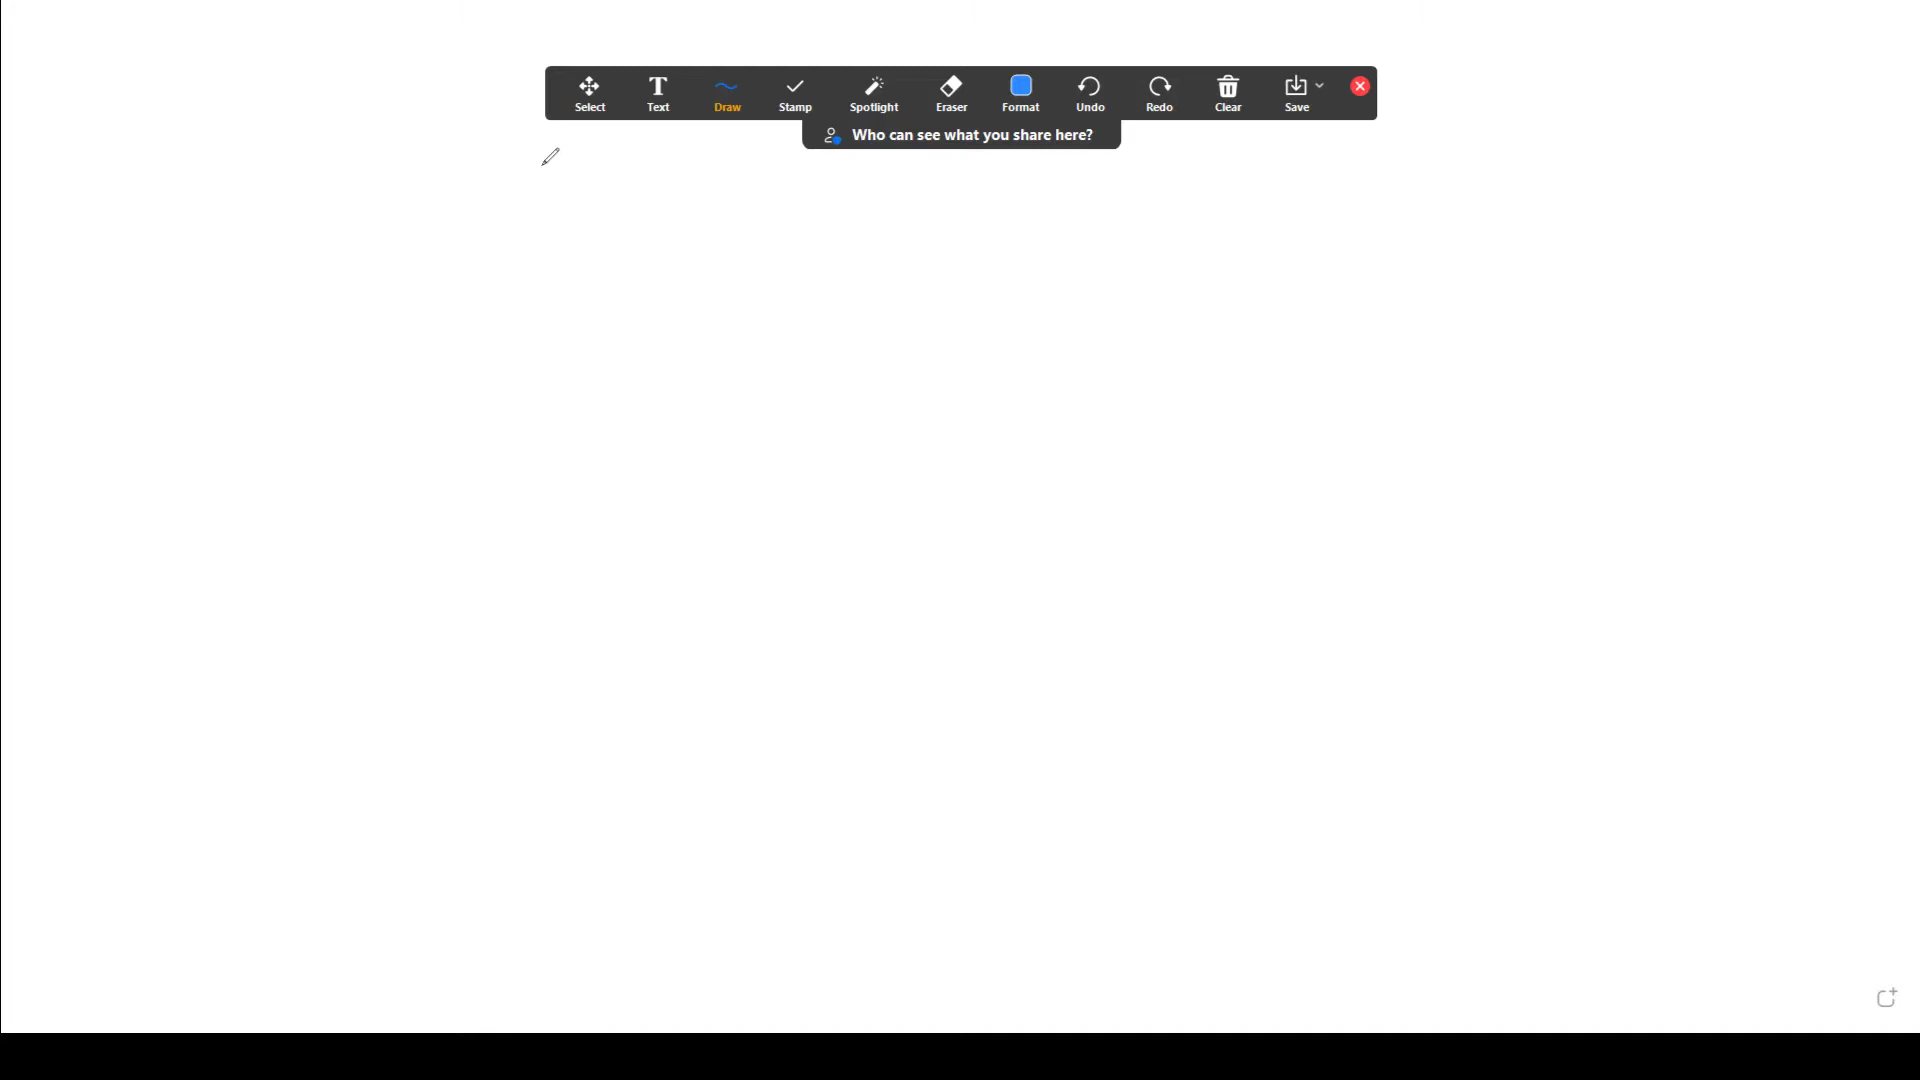 Select Text Draw Stamp Spotlight Eraser Format Undo Redo Clear Save
Who can see what you share here?